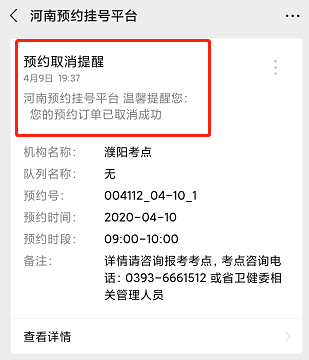 河南预约挂号平台
预约取消提醒
4月9日 19:37
河南预约挂号平台 温馨提醒您：
您的预约订单已取消成功
机构名称： 濮阳考点
队列名称： 无
预约号： 004112_04-10_1
预约时间： 2020-04-10
预约时段： 09:00-10:00
备注： 详情请咨询报考考点，考点咨询电
话：0393-6661512 或省卫健委相
关管理人员
查看详情